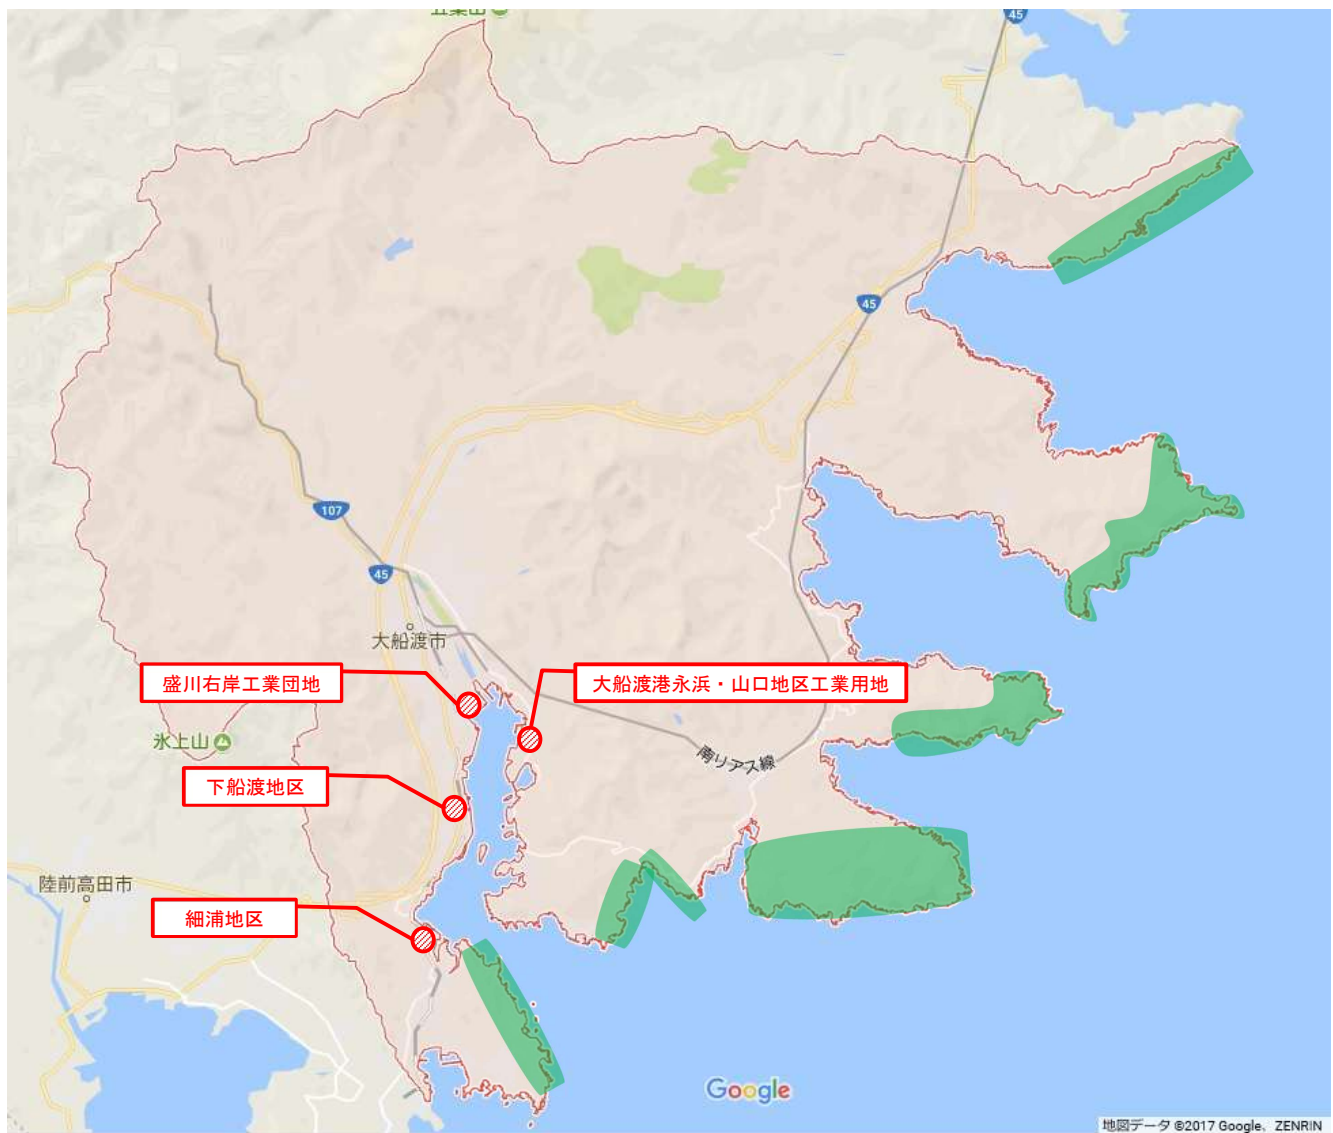 五葉山
45
45
107
45
大船渡市
盛川右岸工業団地
大船渡港永浜・山口地区工業用地
氷上山
南リアス線
下船渡地区
陸前高田市
細浦地区
Google
地図データ ©2017 Google、ZENRIN